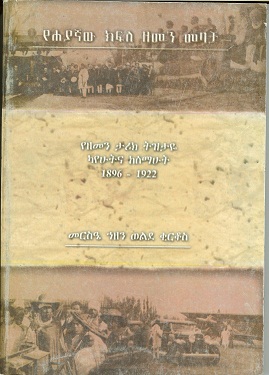 የሐያኛው ክፍለ ዘመን መባቻ
የዘመን ታሪክ ትዝታዬ
ካየሁትና ከሰማሁት
1896 - 1922
መርስዔ ኀዘን ወልደ ቂርቆስ